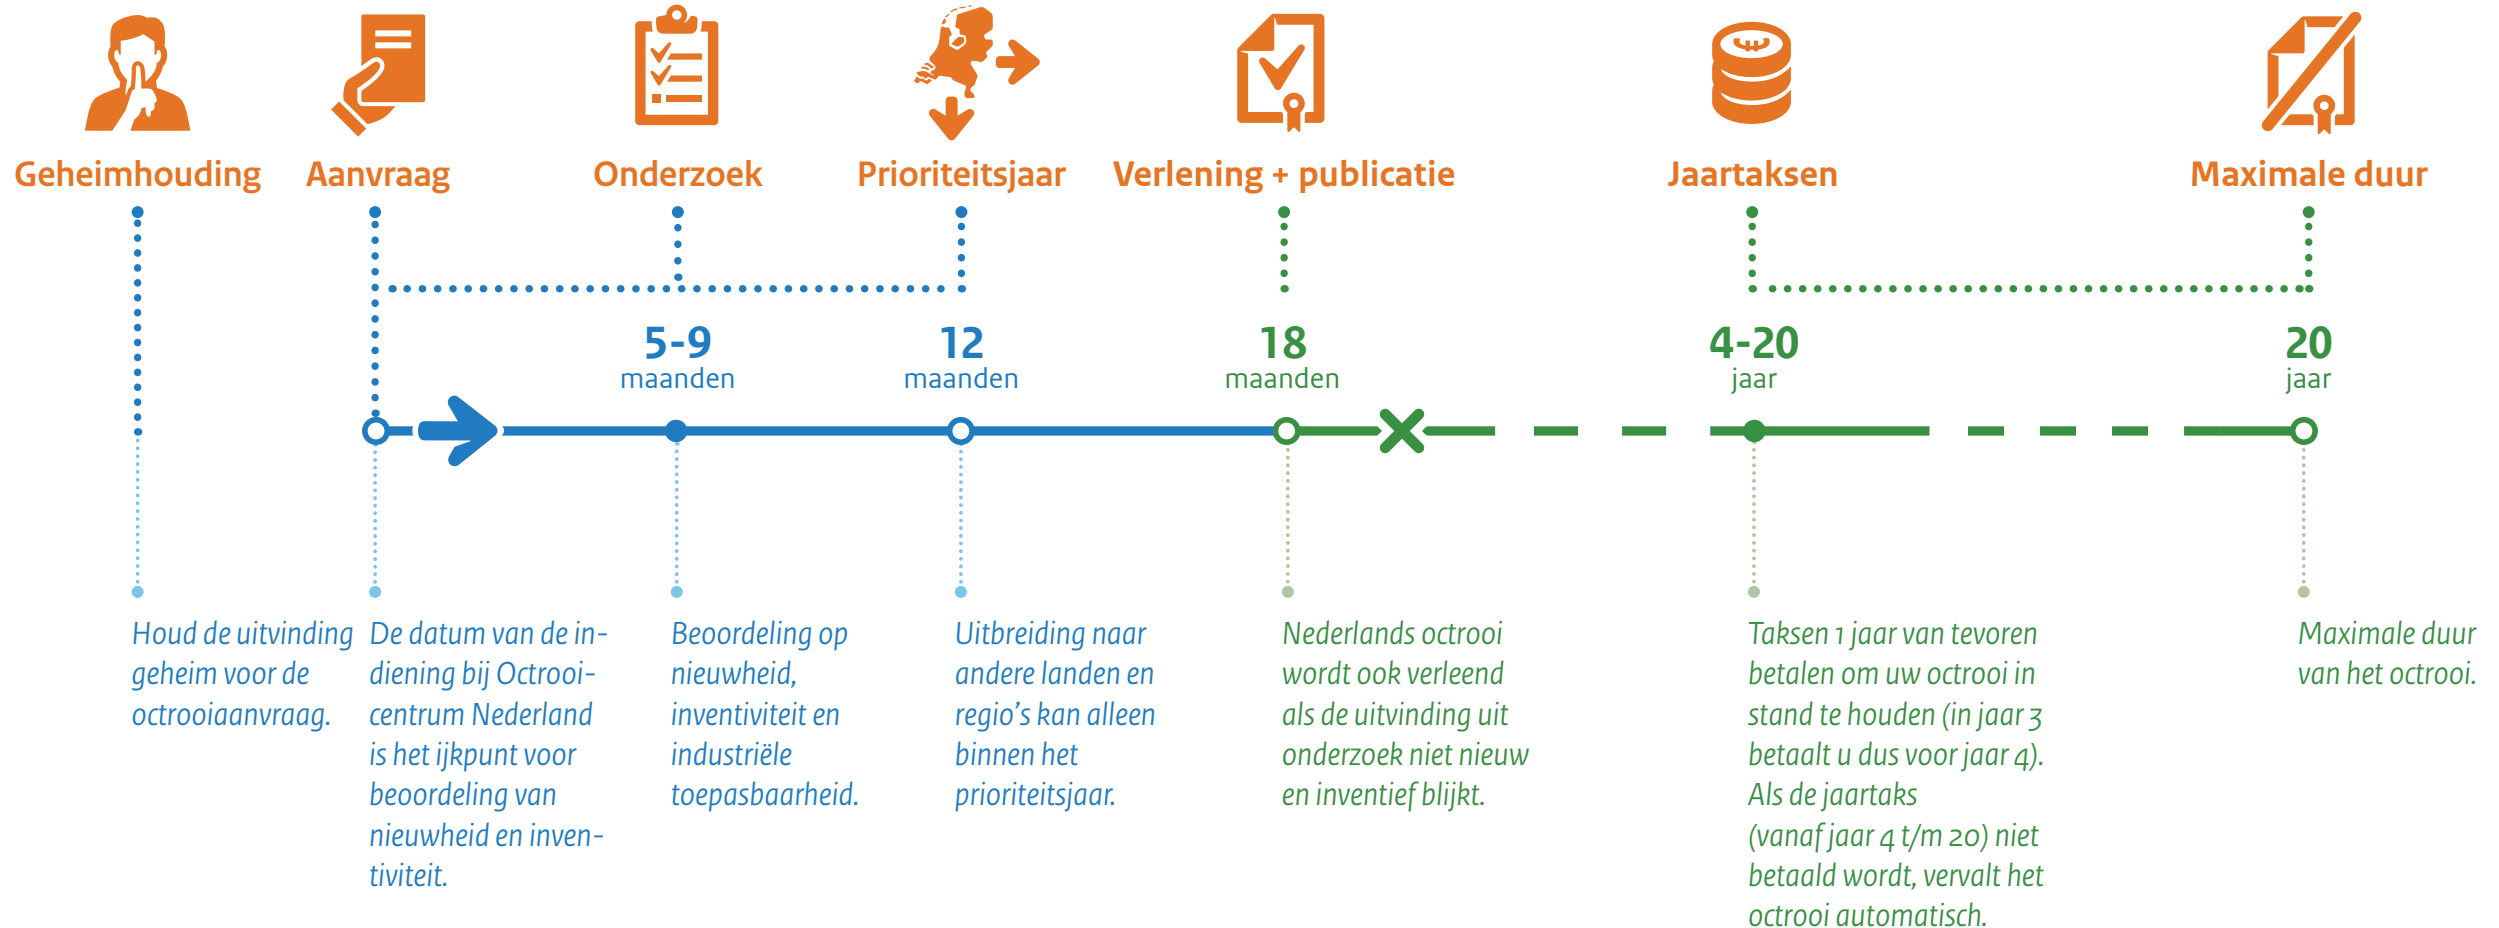 Geheimhouding
Aanvraag
Onderzoek
Prioriteitsjaar
Verlening + publicatie
Jaartaksen
Maximale duur
5-9
maanden
12
maanden
18
maanden
4-20
jaar
20
jaar
Houd de uitvinding
geheim voor de
octrooiaanvraag.
De datum van de in-
diening bij Octrooi-
centrum Nederland
is het ijkpunt voor
beoordeling van
nieuwheid en inven-
tiviteit.
Beoordeling op
nieuwheid,
inventiviteit en
industriële
toepasbaarheid.
Uitbreiding naar
andere landen en
regio's kan alleen
binnen het
prioriteitsjaar.
Nederlands octrooi
wordt ook verleend
als de uitvinding uit
onderzoek niet nieuw
en inventief blijkt.
Taksen 1 jaar van tevoren
betalen om uw octrooi in
stand te houden (in jaar 3
betaalt u dus voor jaar 4).
Als de jaartaks
(vanaf jaar 4 t/m 20) niet
betaald wordt, vervalt het
octrooi automatisch.
Maximale duur
van het octrooi.